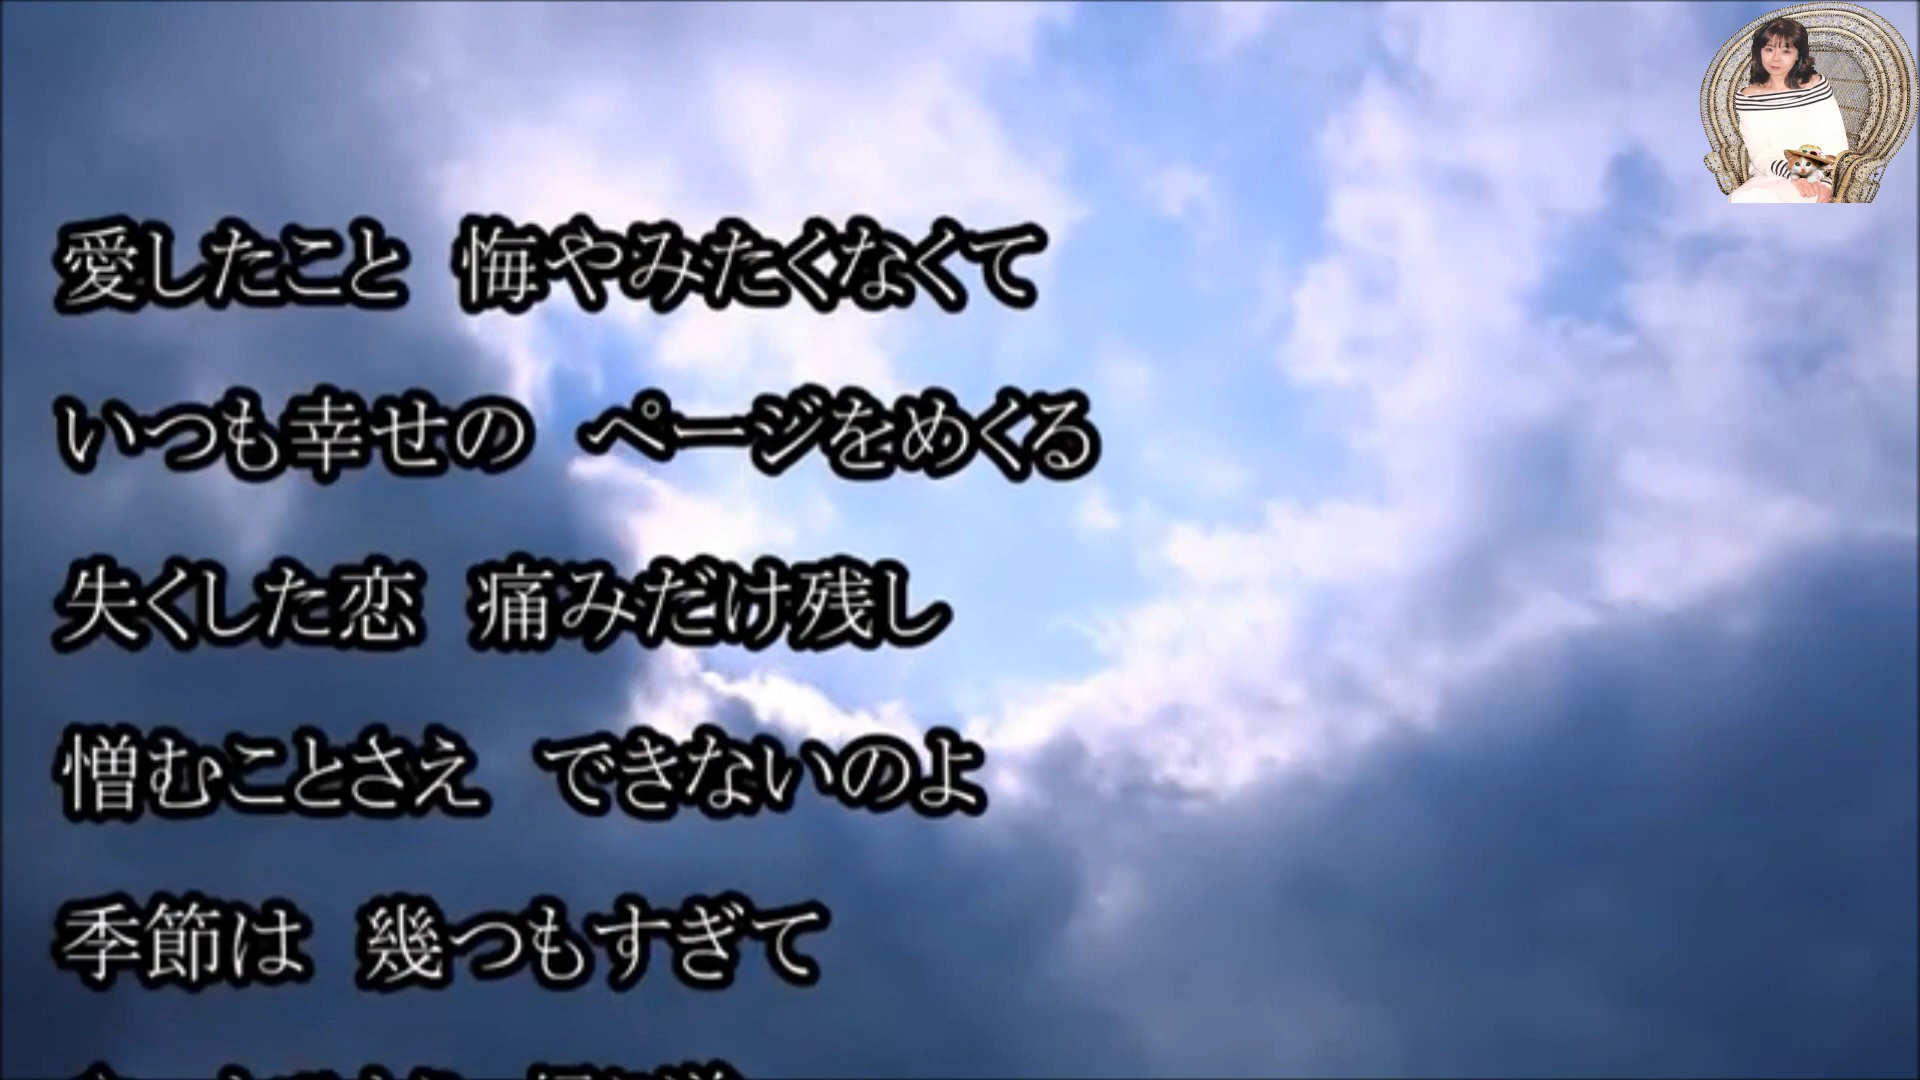 愛したこと　悔やみたくなくて
いつも幸せの　ページをめくる
失くした恋　痛みだけ残し
憎むことさえ　できないのよ
季節は　幾つもすぎて